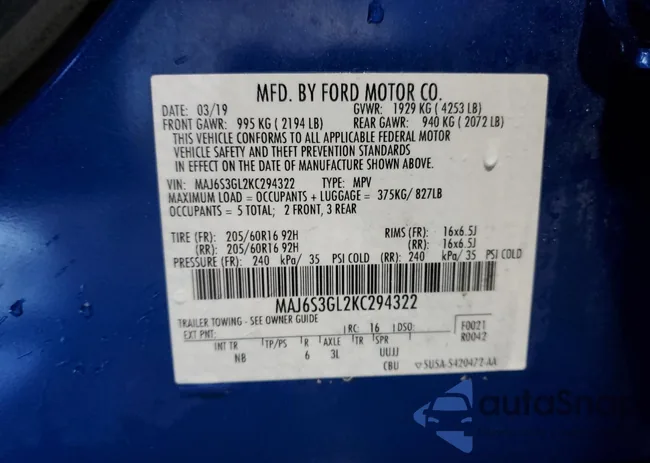 MFD. BY FORD MOTOR CO.
DATE: 03/19 GVWR: 1929 KG ( 4253 LB)
FRONT GAWR: 995 KG ( 2194 LB) REAR GAWR: 940 KG ( 2072 LB)
THIS VEHICLE CONFORMS TO ALL APPLICABLE FEDERAL MOTOR
VEHICLE SAFETY AND THEFT PREVENTION STANDARDS
IN EFFECT ON THE DATE OF MANUFACTURE SHOWN ABOVE.
VIN: MAJ6S3GL2KC294322 TYPE: MPV
MAXIMUM LOAD = OCCUPANTS + LUGGAGE = 375KG/ 827LB
OCCUPANTS = 5 TOTAL; 2 FRONT, 3 REAR
TIRE (FR): 205/60R16 92H RIMS (FR): 16x6.5J
(RR): 205/60R16 92H (RR): 16x6.5J
PRESSURE (FR): 240 kPa/ 35 PSI COLD (RR): 240 kPa/ 35 PSI COLD
MAJ6S3GL2KC294322
TRAILER TOWING - SEE OWNER GUIDE
EXT PNT: RC: 16 DSO: F0021
R0042
INT TR TP/PS R AXLE TR SPR
NB 6 3L UUJJ
CBU 5USA-S420472-AA
autoSnap